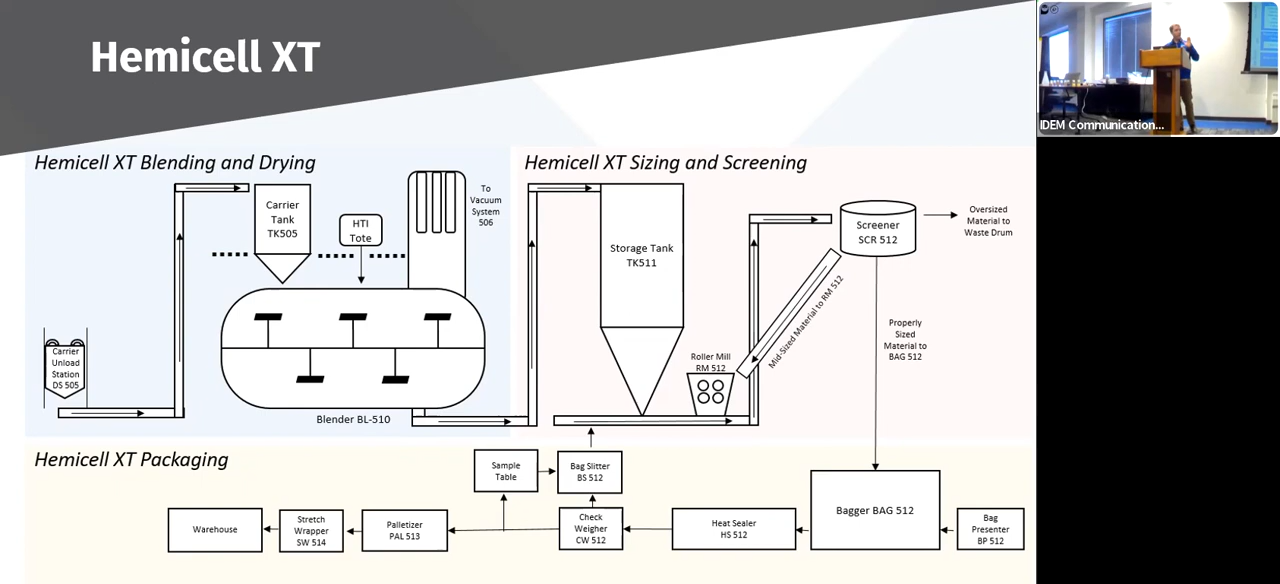 Hemicell XT
IDEM Communication...
Hemicell XT Blending and Drying
Hemicell XT Sizing and Screening
Carrier
Tank
TK505
HTI
Tote
To
Vacuum
System
506
Carrier
Unload
Station
DS 505
Blender BL-510
Storage Tank
TK511
Roller Mill
RM 512
Mid-Sized Material to RM 512
Screener
SCR 512
Oversized
Material to
Waste Drum
Properly
Sized
Material to
BAG 512
Hemicell XT Packaging
Sample
Table
Bag Slitter
BS 512
Warehouse
Stretch
Wrapper
SW 514
Palletizer
PAL 513
Check
Weigher
CW 512
Heat Sealer
HS 512
Bagger BAG 512
Bag
Presenter
BP 512